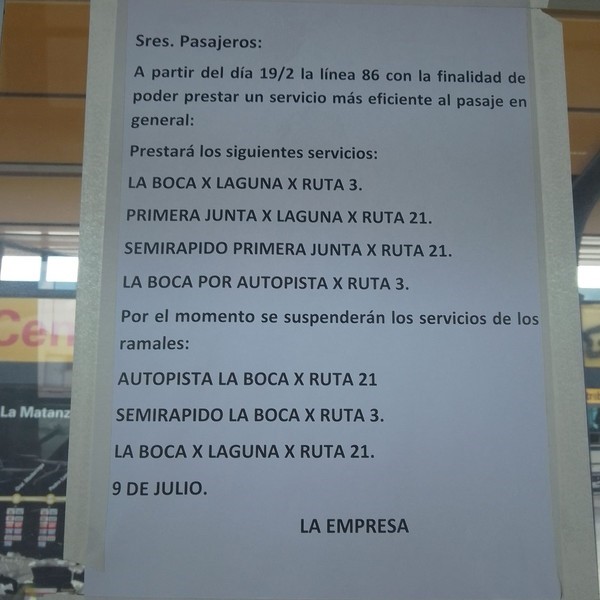 Sres. Pasajeros:
A partir del día 19/2 la línea 86 con la finalidad de
poder prestar un servicio más eficiente al pasaje en
general:
Prestará los siguientes servicios:
LA BOCA X LAGUNA X RUTA 3.
PRIMERA JUNTA X LAGUNA X RUTA 21.
SEMIRAPIDO PRIMERA JUNTA X RUTA 21.
LA BOCA POR AUTOPISTA X RUTA 3.
Por el momento se suspenderán los servicios de los
ramales:
AUTOPISTA LA BOCA X RUTA 21
SEMIRAPIDO LA BOCA X RUTA 3.
LA BOCA X LAGUNA X RUTA 21.
9 DE JULIO.
LA EMPRESA
Cen
La Matanz